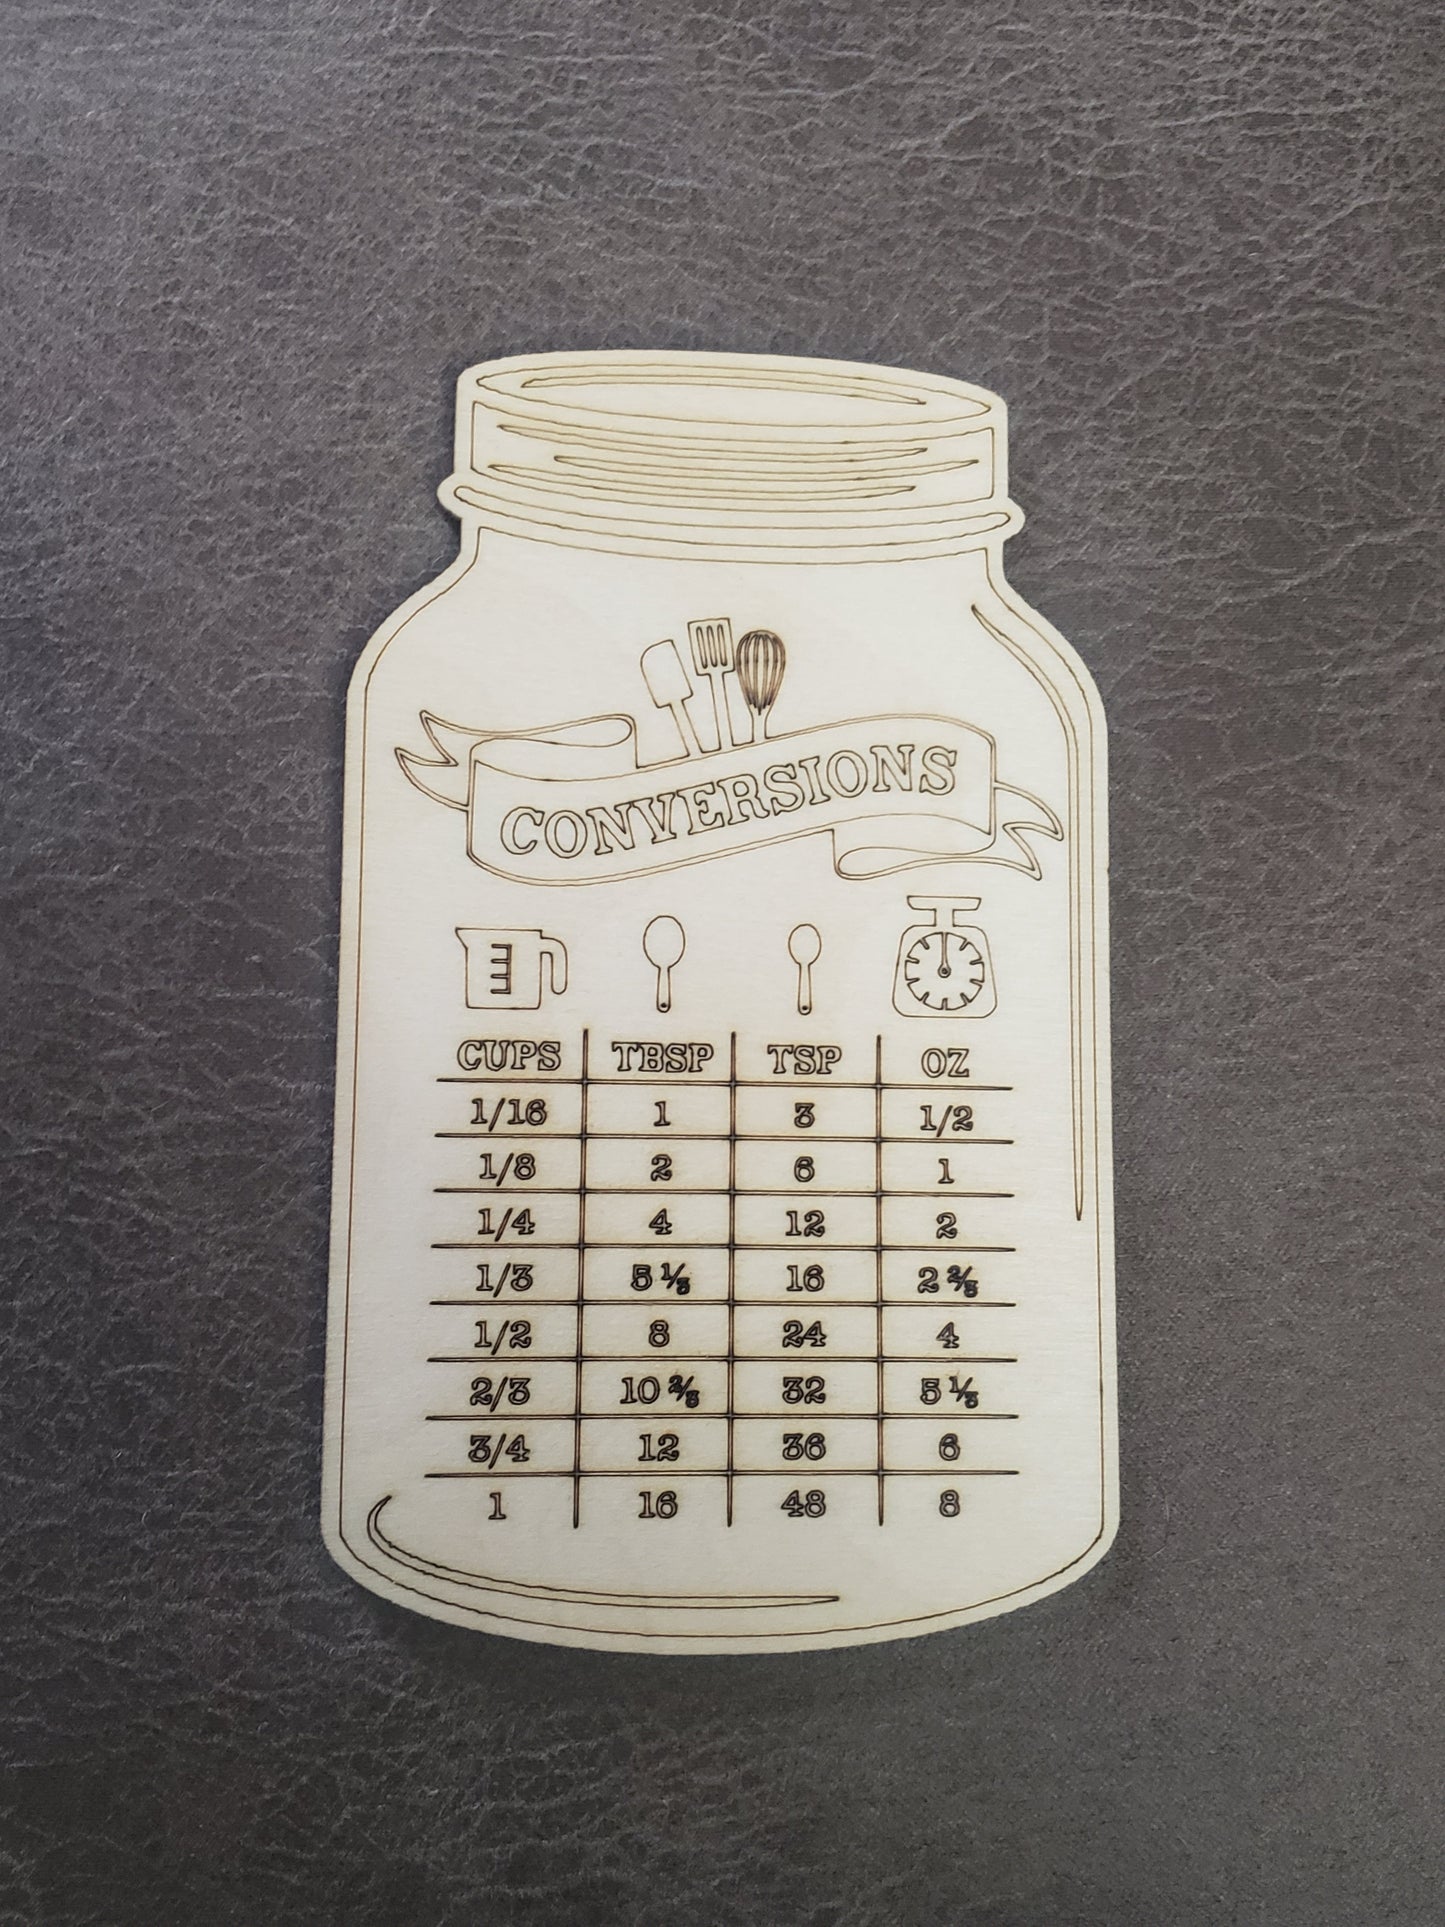 CONVERSIONS
CUPS TBSP TSP OZ
1/16 1 3 1/2
1/8 2 6 1
1/4 4 12 2
1/3 5 ⅓ 16 2 ⅔
1/2 8 24 4
2/3 10 ⅔ 32 5 ⅓
3/4 12 36 6
1 16 48 8